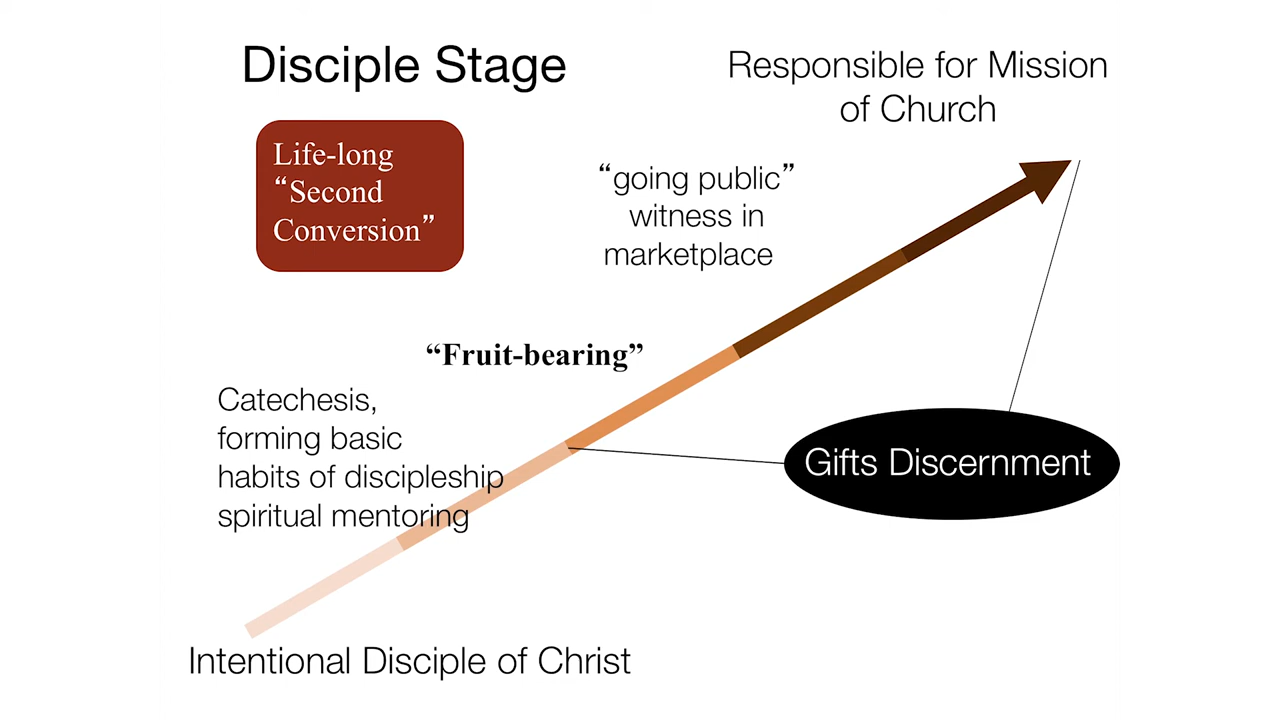 Disciple Stage
Responsible for Mission
of Church
Life-long
“Second
Conversion”
“going public”
witness in
marketplace
“Fruit-bearing”
Catechesis,
forming basic
habits of discipleship
spiritual mentoring
Gifts Discernment
Intentional Disciple of Christ